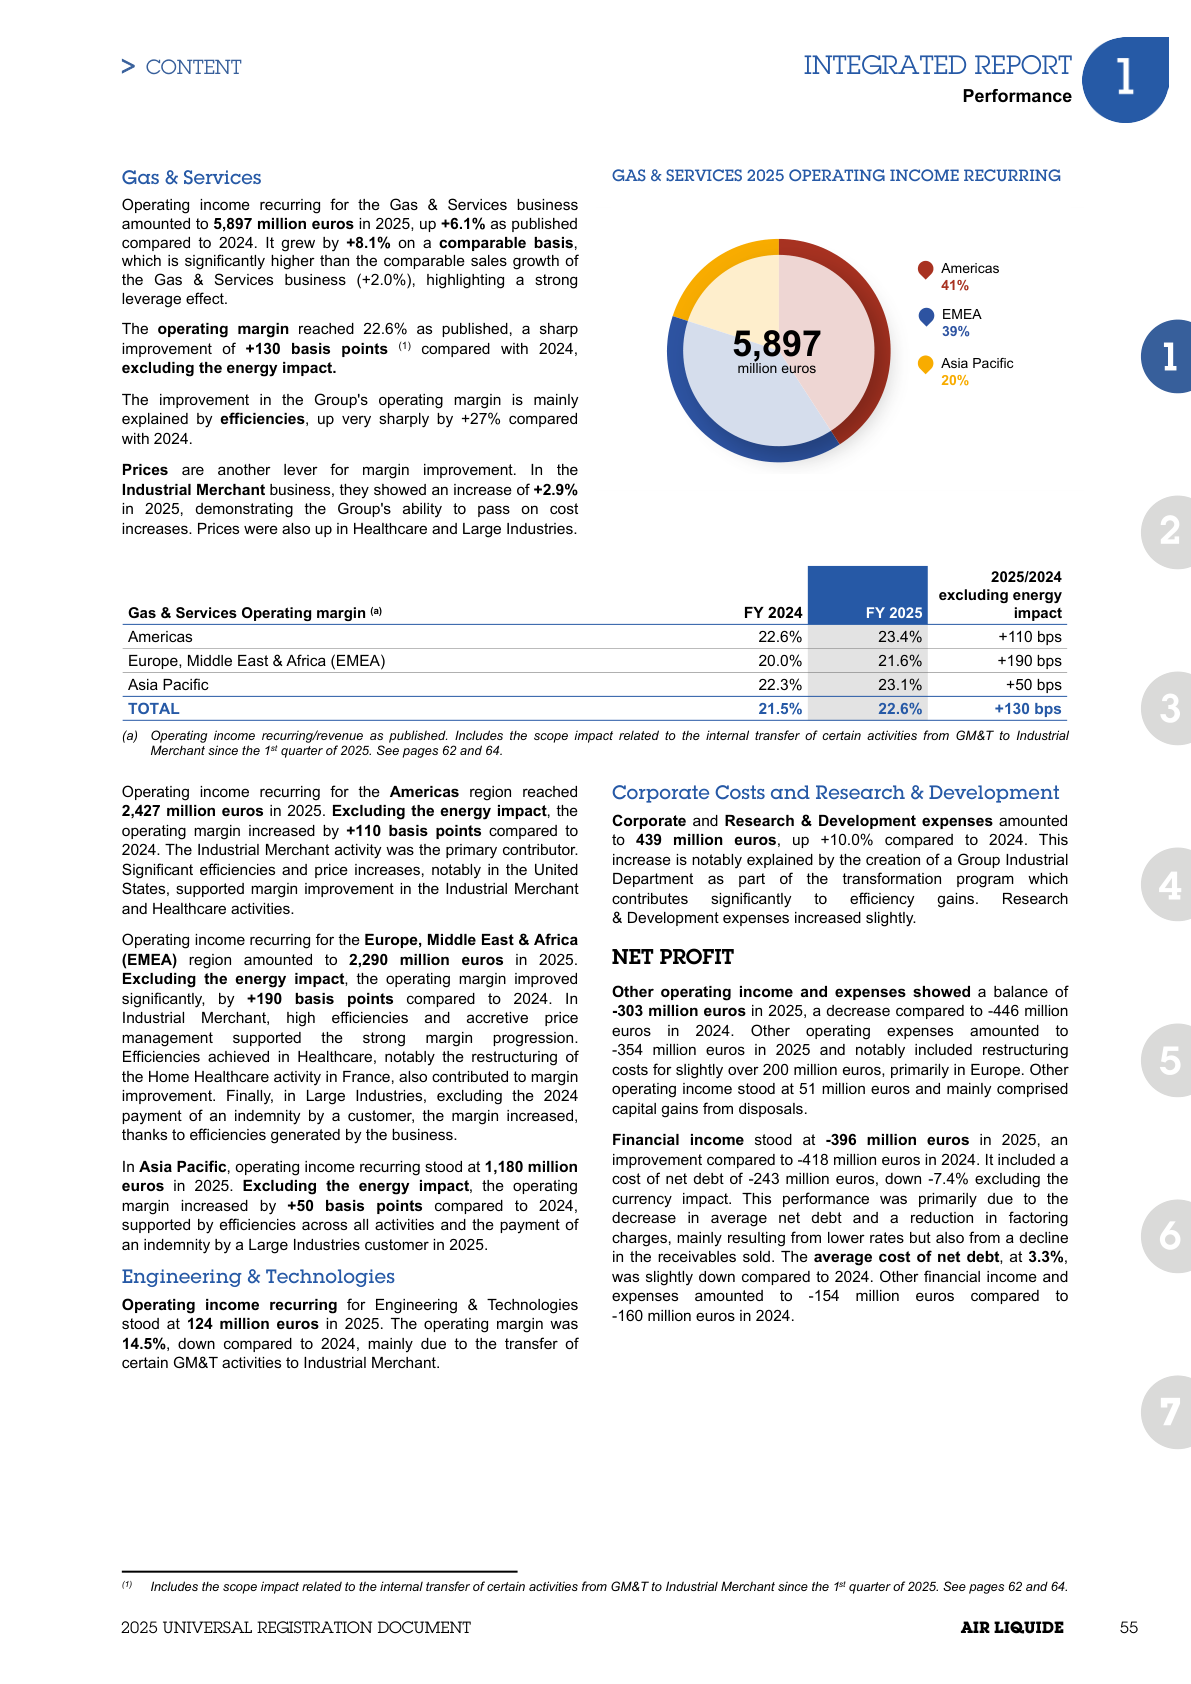 > CONTENT
INTEGRATED REPORT
Performance
1
Gas & Services
Operating income recurring for the Gas & Services business
amounted to 5,897 million euros in 2025, up +6.1% as published
compared to 2024. It grew by +8.1% on a comparable basis,
which is significantly higher than the comparable sales growth of
the Gas & Services business (+2.0%), highlighting a strong
leverage effect.
The operating margin reached 22.6% as published, a sharp
improvement of +130 basis points (1) compared with 2024,
excluding the energy impact.
The improvement in the Group's operating margin is mainly
explained by efficiencies, up very sharply by +27% compared
with 2024.
Prices are another lever for margin improvement. In the
Industrial Merchant business, they showed an increase of +2.9%
in 2025, demonstrating the Group's ability to pass on cost
increases. Prices were also up in Healthcare and Large Industries.
GAS & SERVICES 2025 OPERATING INCOME RECURRING
5,897
million euros
Americas
41%
EMEA
39%
Asia Pacific
20%
Gas & Services Operating margin (a) FY 2024 FY 2025 2025/2024 excluding energy impact
Americas 22.6% 23.4% +110 bps
Europe, Middle East & Africa (EMEA) 20.0% 21.6% +190 bps
Asia Pacific 22.3% 23.1% +50 bps
TOTAL 21.5% 22.6% +130 bps
(a) Operating income recurring/revenue as published. Includes the scope impact related to the internal transfer of certain activities from GM&T to Industrial
Merchant since the 1st quarter of 2025. See pages 62 and 64.
Operating income recurring for the Americas region reached
2,427 million euros in 2025. Excluding the energy impact, the
operating margin increased by +110 basis points compared to
2024. The Industrial Merchant activity was the primary contributor.
Significant efficiencies and price increases, notably in the United
States, supported margin improvement in the Industrial Merchant
and Healthcare activities.
Operating income recurring for the Europe, Middle East & Africa
(EMEA) region amounted to 2,290 million euros in 2025.
Excluding the energy impact, the operating margin improved
significantly, by +190 basis points compared to 2024. In
Industrial Merchant, high efficiencies and accretive price
management supported the strong margin progression.
Efficiencies achieved in Healthcare, notably the restructuring of
the Home Healthcare activity in France, also contributed to margin
improvement. Finally, in Large Industries, excluding the 2024
payment of an indemnity by a customer, the margin increased,
thanks to efficiencies generated by the business.
In Asia Pacific, operating income recurring stood at 1,180 million
euros in 2025. Excluding the energy impact, the operating
margin increased by +50 basis points compared to 2024,
supported by efficiencies across all activities and the payment of
an indemnity by a Large Industries customer in 2025.
Engineering & Technologies
Operating income recurring for Engineering & Technologies
stood at 124 million euros in 2025. The operating margin was
14.5%, down compared to 2024, mainly due to the transfer of
certain GM&T activities to Industrial Merchant.
Corporate Costs and Research & Development
Corporate and Research & Development expenses amounted
to 439 million euros, up +10.0% compared to 2024. This
increase is notably explained by the creation of a Group Industrial
Department as part of the transformation program which
contributes significantly to efficiency gains. Research
& Development expenses increased slightly.
NET PROFIT
Other operating income and expenses showed a balance of
-303 million euros in 2025, a decrease compared to -446 million
euros in 2024. Other operating expenses amounted to
-354 million euros in 2025 and notably included restructuring
costs for slightly over 200 million euros, primarily in Europe. Other
operating income stood at 51 million euros and mainly comprised
capital gains from disposals.
Financial income stood at -396 million euros in 2025, an
improvement compared to -418 million euros in 2024. It included a
cost of net debt of -243 million euros, down -7.4% excluding the
currency impact. This performance was primarily due to the
decrease in average net debt and a reduction in factoring
charges, mainly resulting from lower rates but also from a decline
in the receivables sold. The average cost of net debt, at 3.3%,
was slightly down compared to 2024. Other financial income and
expenses amounted to -154 million euros compared to
-160 million euros in 2024.
1
2
3
4
5
6
7
(1) Includes the scope impact related to the internal transfer of certain activities from GM&T to Industrial Merchant since the 1st quarter of 2025. See pages 62 and 64.
2025 UNIVERSAL REGISTRATION DOCUMENT
AIR LIQUIDE 55